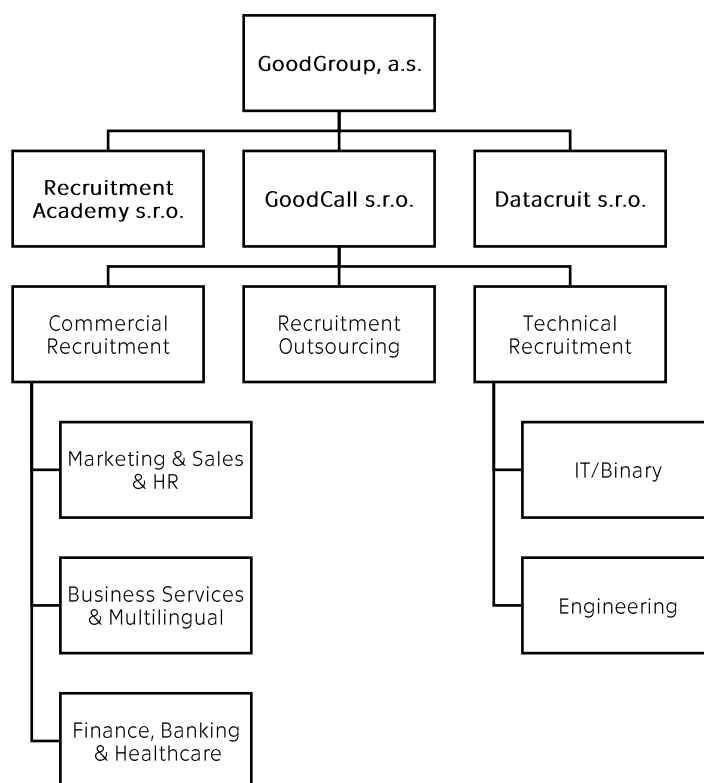 GoodGroup, a.s.
Recruitment
Academy s.r.o.
GoodCall s.r.o.
Datacruit s.r.o.
Commercial
Recruitment
Recruitment
Outsourcing
Technical
Recruitment
Marketing & Sales
& HR
IT/Binary
Business Services
& Multilingual
Engineering
Finance, Banking
& Healthcare